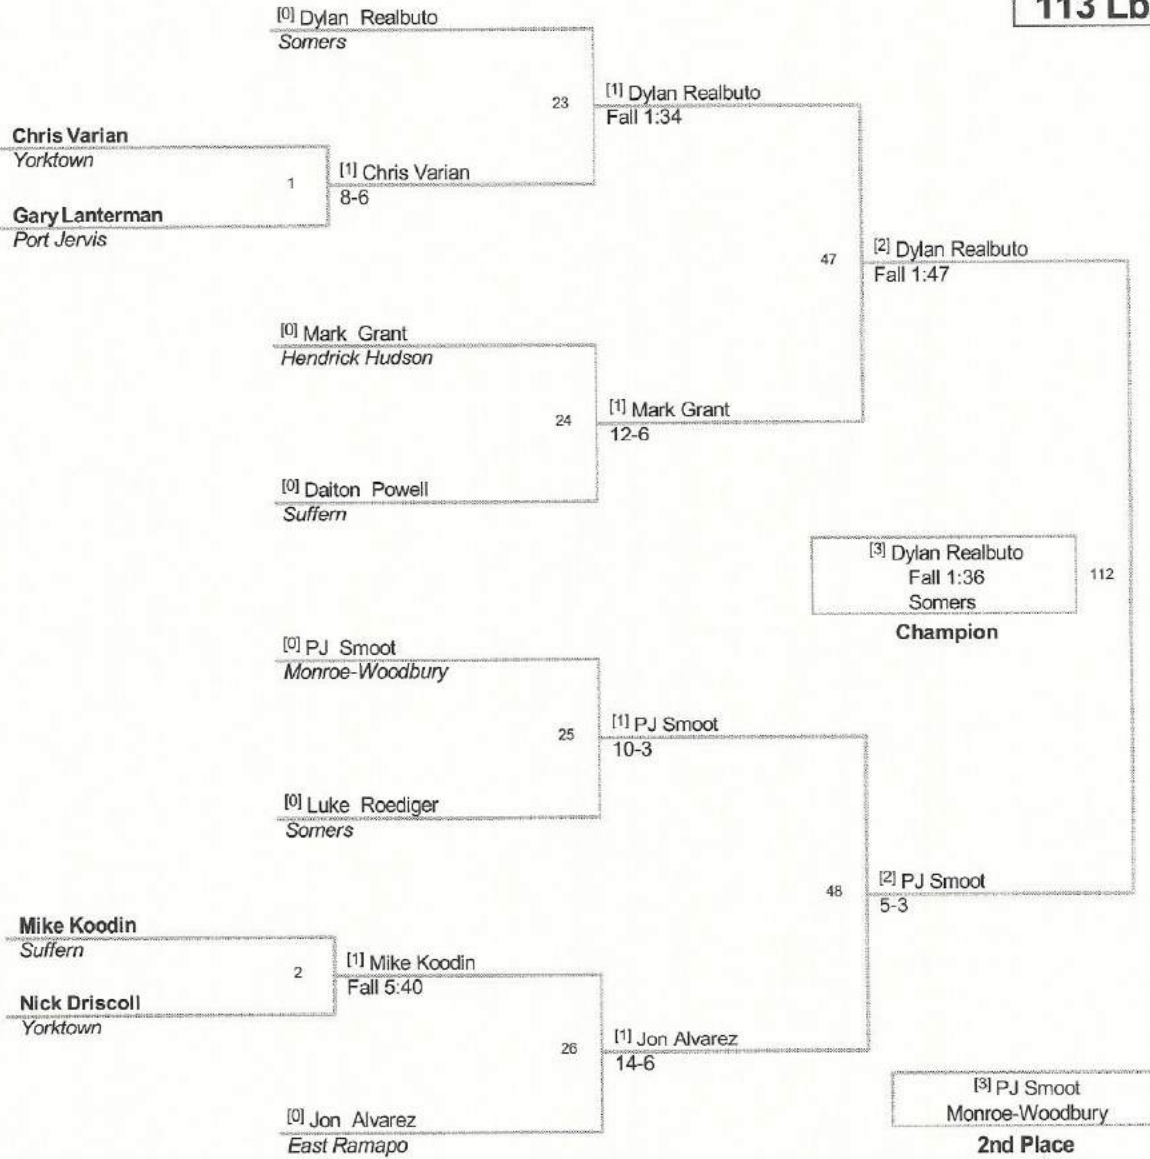 113 Lb
[0] Dylan Realbuto
Somers
23
[1] Dylan Realbuto
Fall 1:34
Chris Varian
Yorktown
1
[1] Chris Varian
8-6
Gary Lanterman
Port Jervis
47
[2] Dylan Realbuto
Fall 1:47
[0] Mark Grant
Hendrick Hudson
24
[1] Mark Grant
12-6
[0] Dalton Powell
Suffern
[3] Dylan Realbuto
Fall 1:36
Somers
112
Champion
[0] PJ Smoot
Monroe-Woodbury
25
[1] PJ Smoot
10-3
[0] Luke Roediger
Somers
48
[2] PJ Smoot
5-3
Mike Koodin
Suffern
2
[1] Mike Koodin
Fall 5:40
Nick Driscoll
Yorktown
26
[1] Jon Alvarez
14-6
[0] Jon Alvarez
East Ramapo
[3] PJ Smoot
Monroe-Woodbury
2nd Place